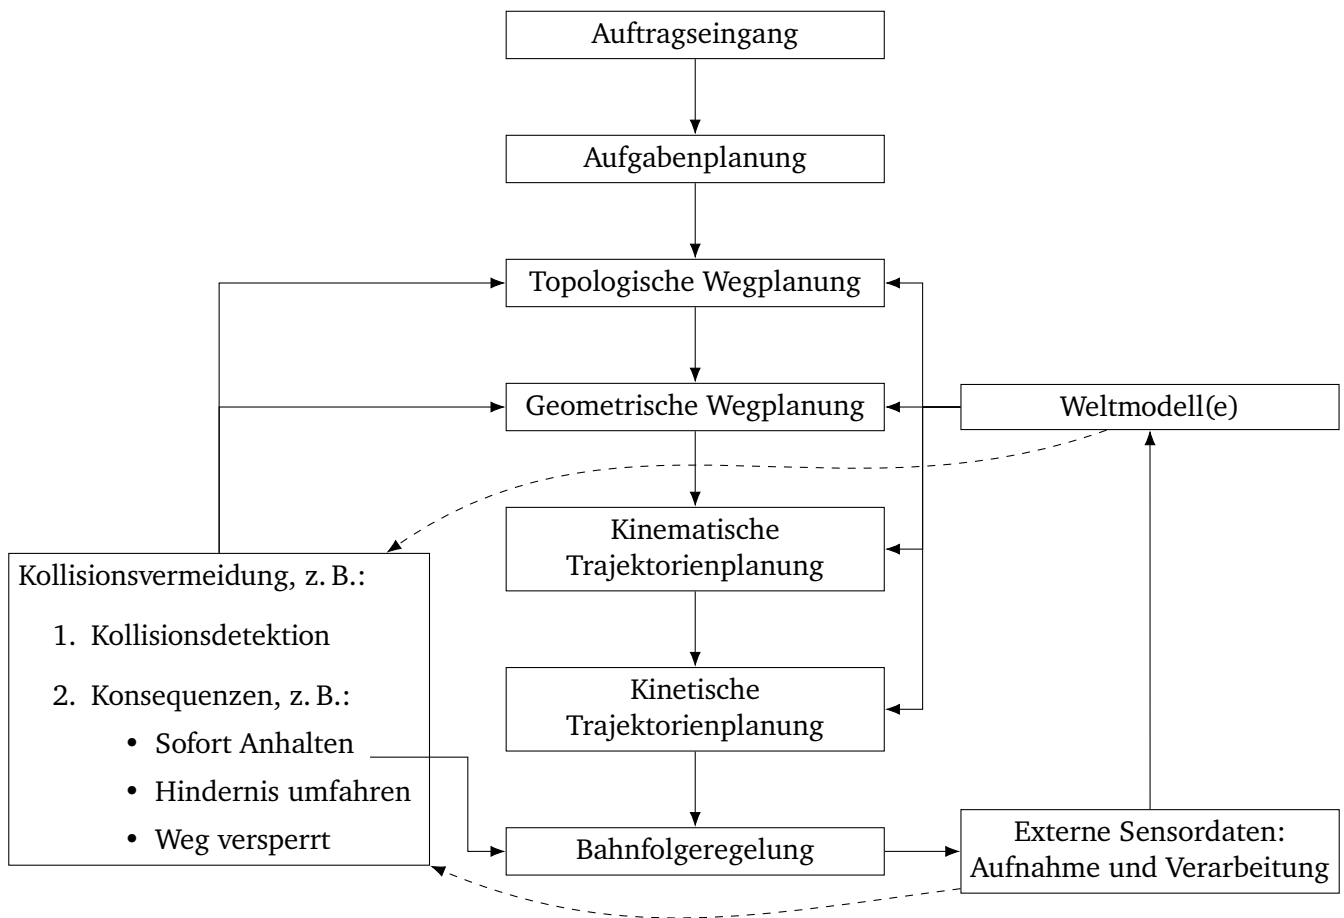 Auftragseingang
Aufgabenplanung
Topologische Wegplanung
Geometrische Wegplanung
Weltmodell(e)
Kinematische
Trajektorienplanung
Kollisionsvermeidung, z. B.:
1. Kollisionsdetektion
2. Konsequenzen, z. B.:
• Sofort Anhalten
• Hindernis umfahren
• Weg versperrt
Kinetische
Trajektorienplanung
Bahnfolgeregelung
Externe Sensordaten:
Aufnahme und Verarbeitung